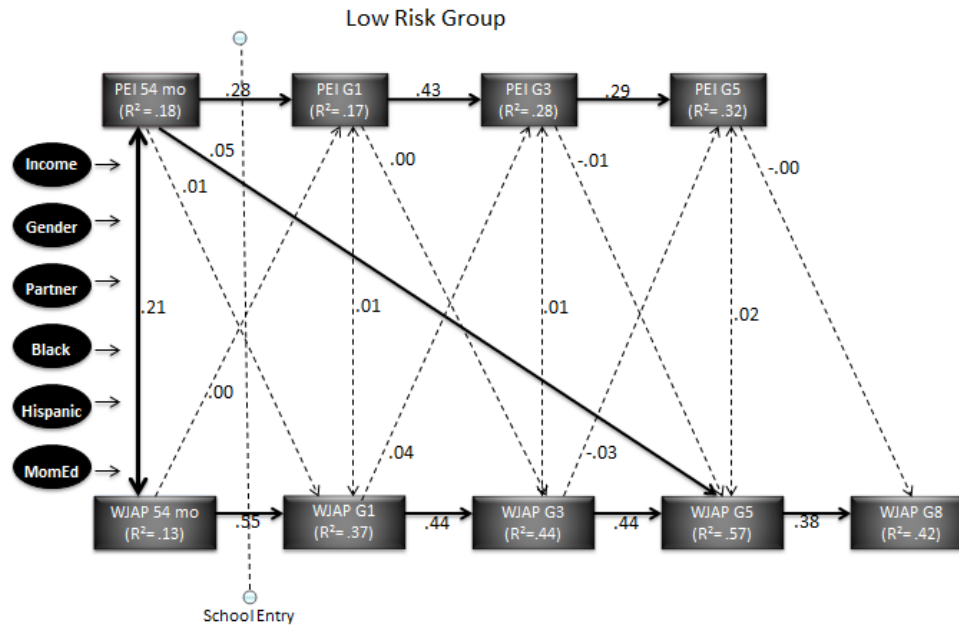 Low Risk Group
PEI 54 mo
(R² = .18)
.28
PEI G1
(R² = .17)
.43
PEI G3
(R² = .28)
.29
PEI G5
(R² = .32)
.05
.00
-.01
-.00
.01
Income
Gender
Partner
Black
Hispanic
MomEd
.21
.01
.01
.02
.00
.04
-.03
WJAP 54 mo
(R² = .13)
.55
WJAP G1
(R² = .37)
.44
WJAP G3
(R² =.44)
.44
WJAP G5
(R² = .57)
.38
WJAP G8
(R² = .42)
School Entry